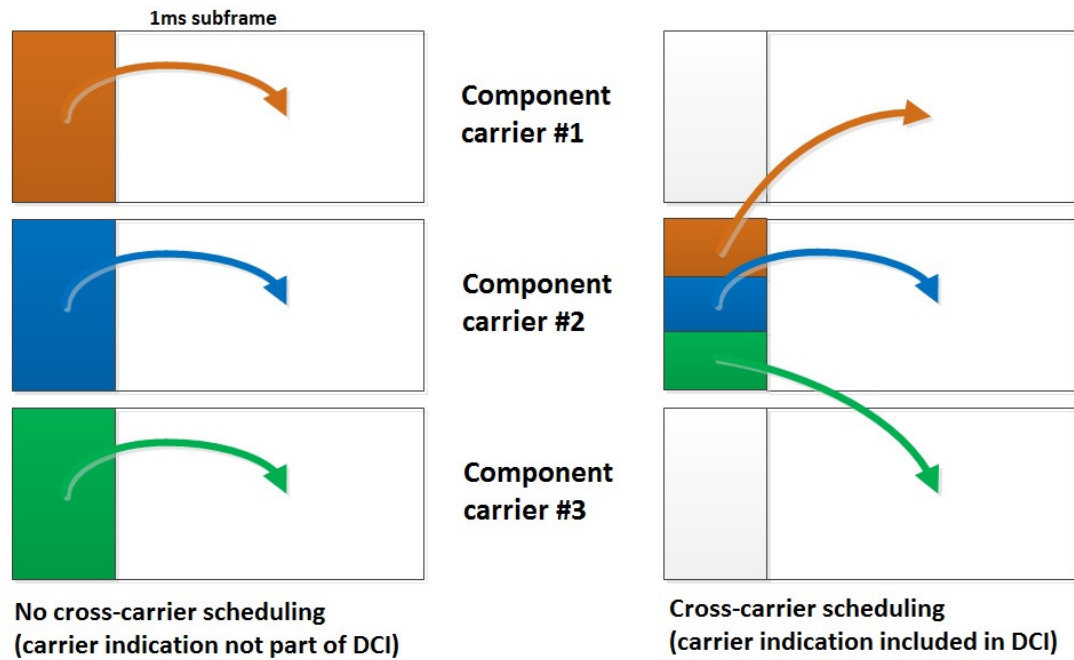 1ms subframe
Component
carrier #1
Component
carrier #2
Component
carrier #3
No cross-carrier scheduling
(carrier indication not part of DCI)
Cross-carrier scheduling
(carrier indication included in DCI)